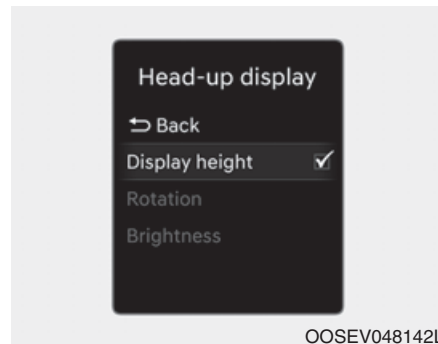 Head-up display
Back
Display height
Rotation
Brightness
OOSEV048142L